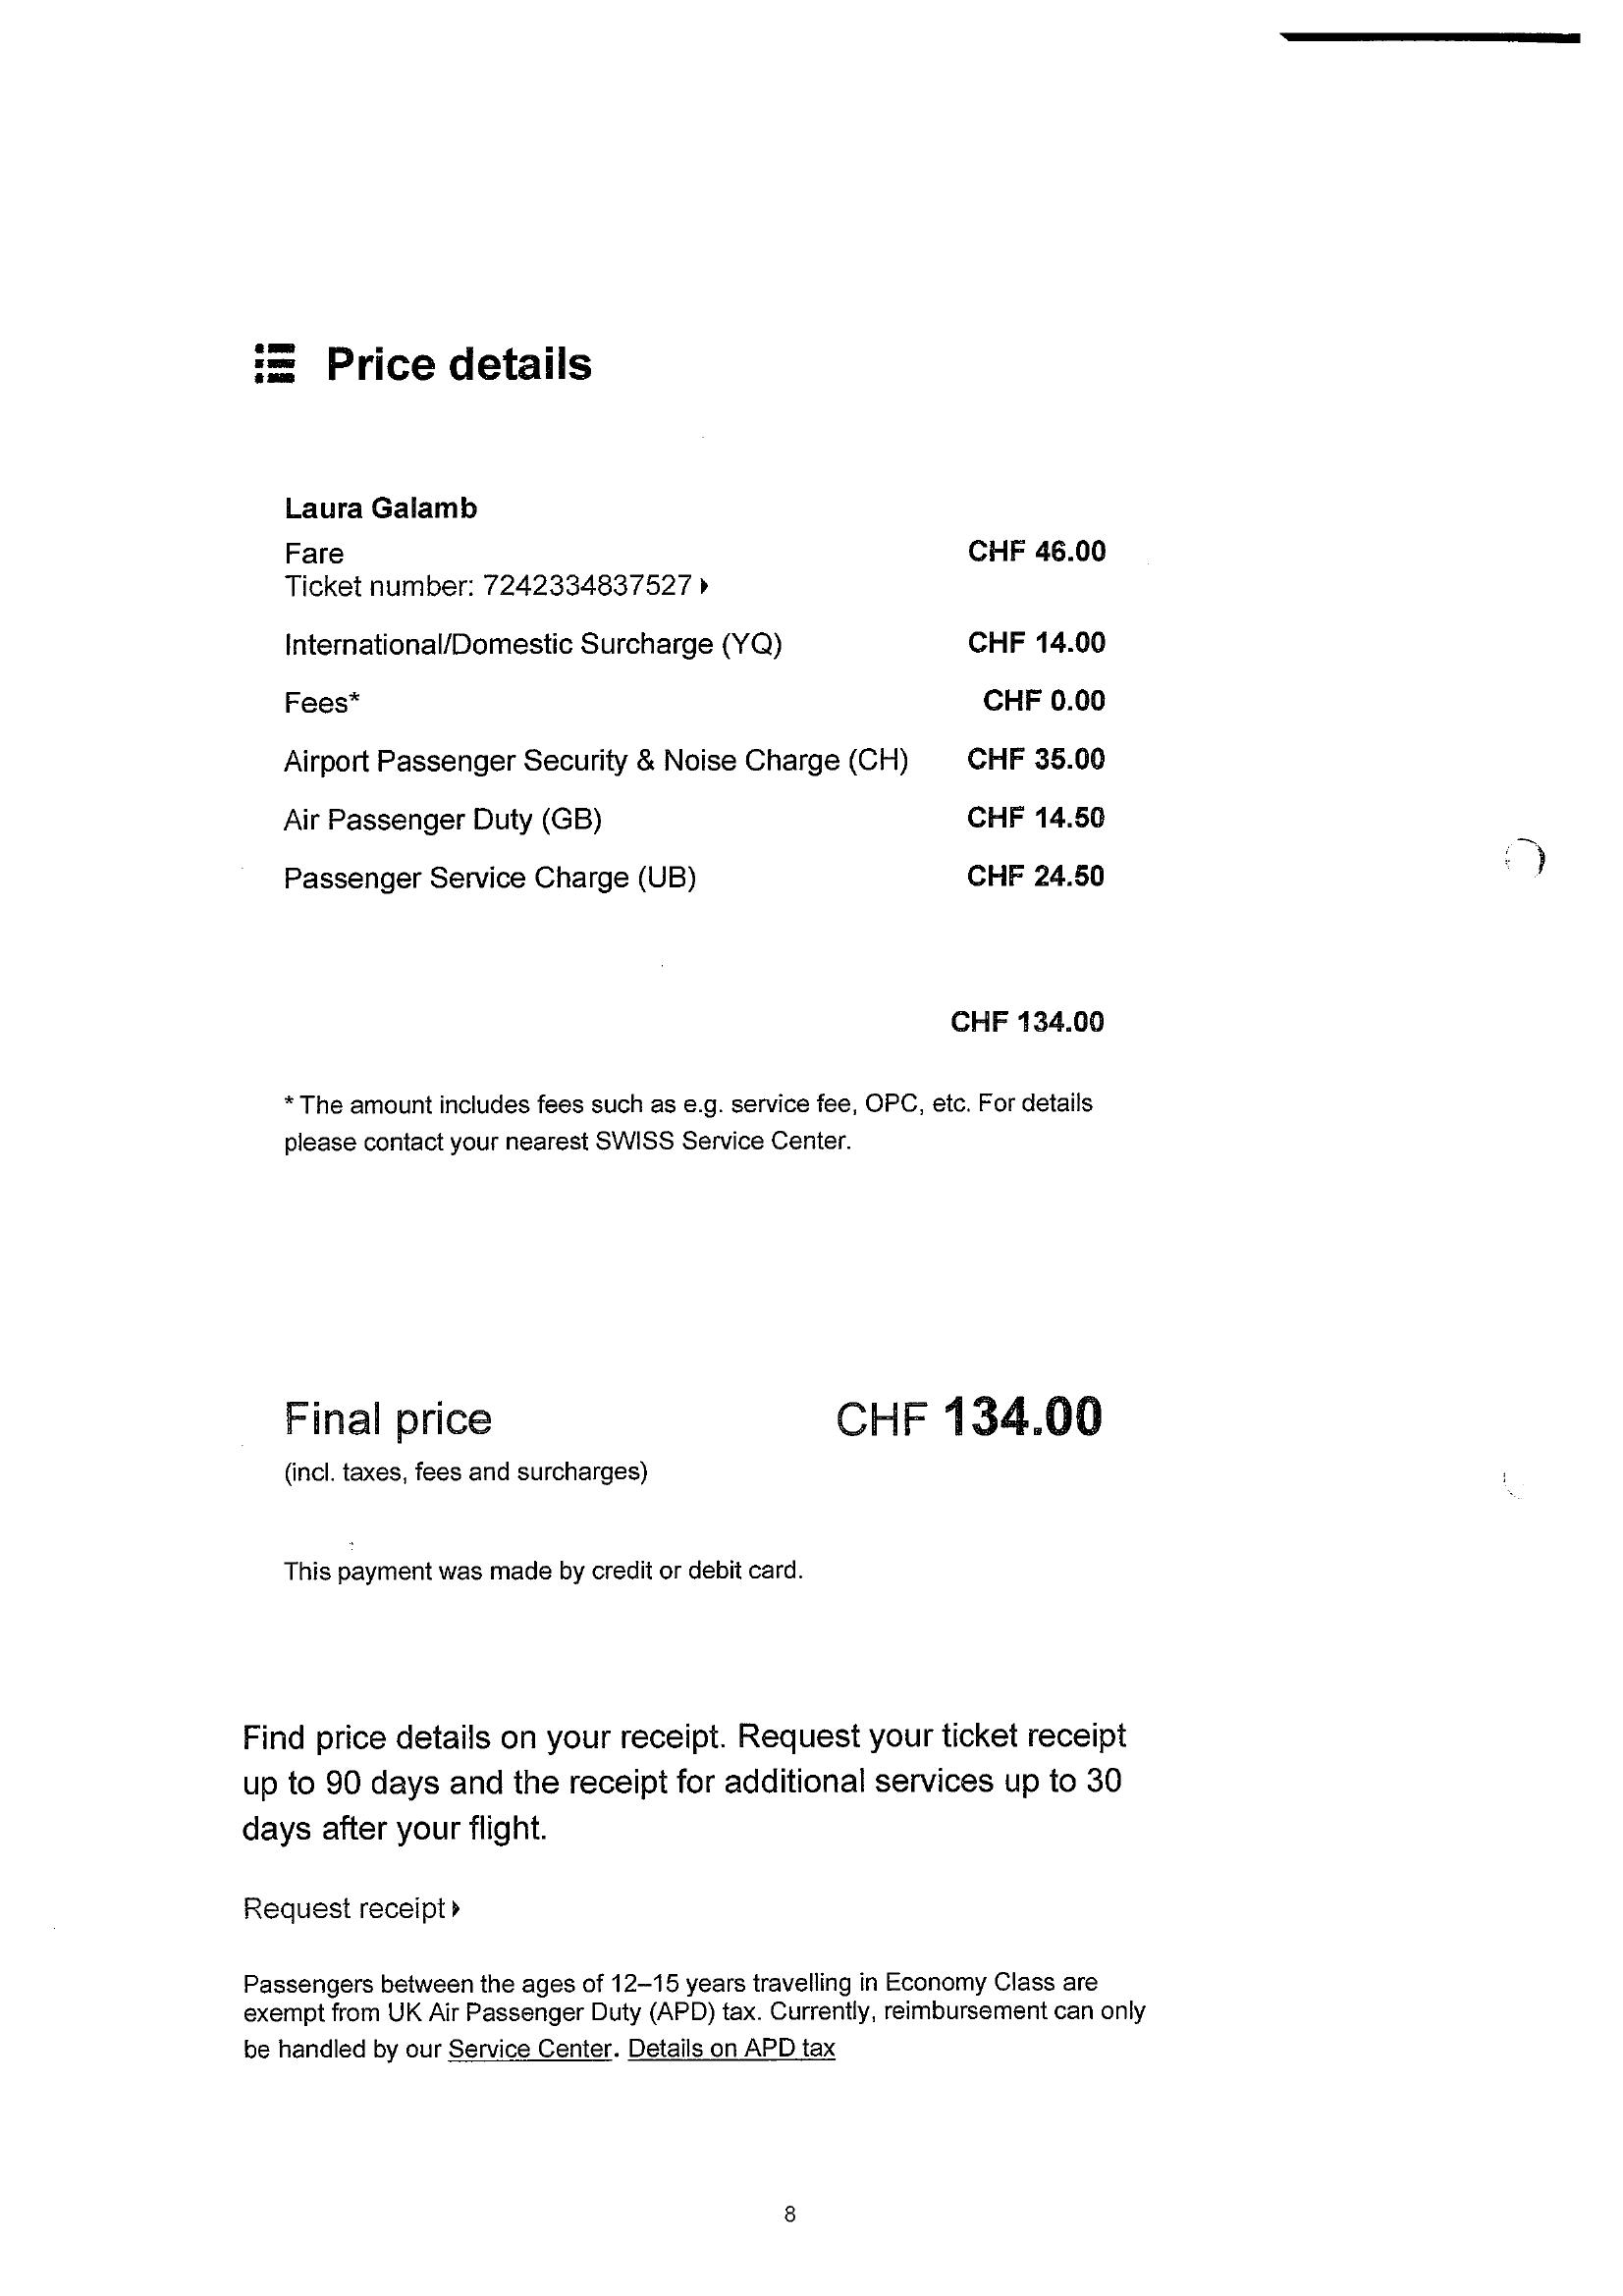 Price details
Laura Galamb
Fare CHF 46.00
Ticket number: 7242334837527
International/Domestic Surcharge (YQ) CHF 14.00
Fees* CHF 0.00
Airport Passenger Security & Noise Charge (CH) CHF 35.00
Air Passenger Duty (GB) CHF 14.50
Passenger Service Charge (UB) CHF 24.50
CHF 134.00
* The amount includes fees such as e.g. service fee, OPC, etc. For details
please contact your nearest SWISS Service Center.
Final price CHF 134.00
(incl. taxes, fees and surcharges)
This payment was made by credit or debit card.
Find price details on your receipt. Request your ticket receipt
up to 90 days and the receipt for additional services up to 30
days after your flight.
Request receipt
Passengers between the ages of 12–15 years travelling in Economy Class are
exempt from UK Air Passenger Duty (APD) tax. Currently, reimbursement can only
be handled by our Service Center. Details on APD tax
8